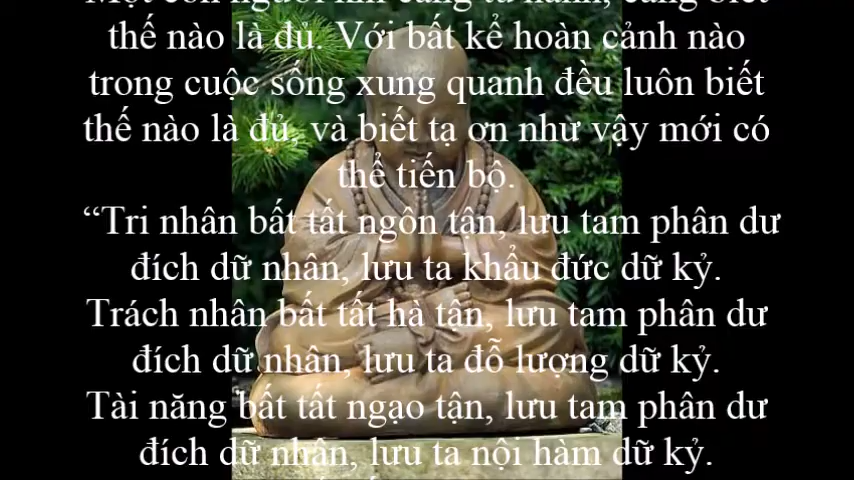 thế nào là đủ. Với bất kể hoàn cảnh nào
trong cuộc sống xung quanh đều luôn biết
thế nào là đủ, và biết tạ ơn như vậy mới có
thể tiến bộ.
“Tri nhân bất tất ngôn tận, lưu tam phân dư
đích dữ nhân, lưu ta khẩu đức dữ kỷ.
Trách nhân bất tất hà tận, lưu tam phân dư
đích dữ nhân, lưu ta đỗ lượng dữ kỷ.
Tài năng bất tất ngạo tận, lưu tam phân dư
đích dữ nhân, lưu ta nội hàm dữ kỷ.